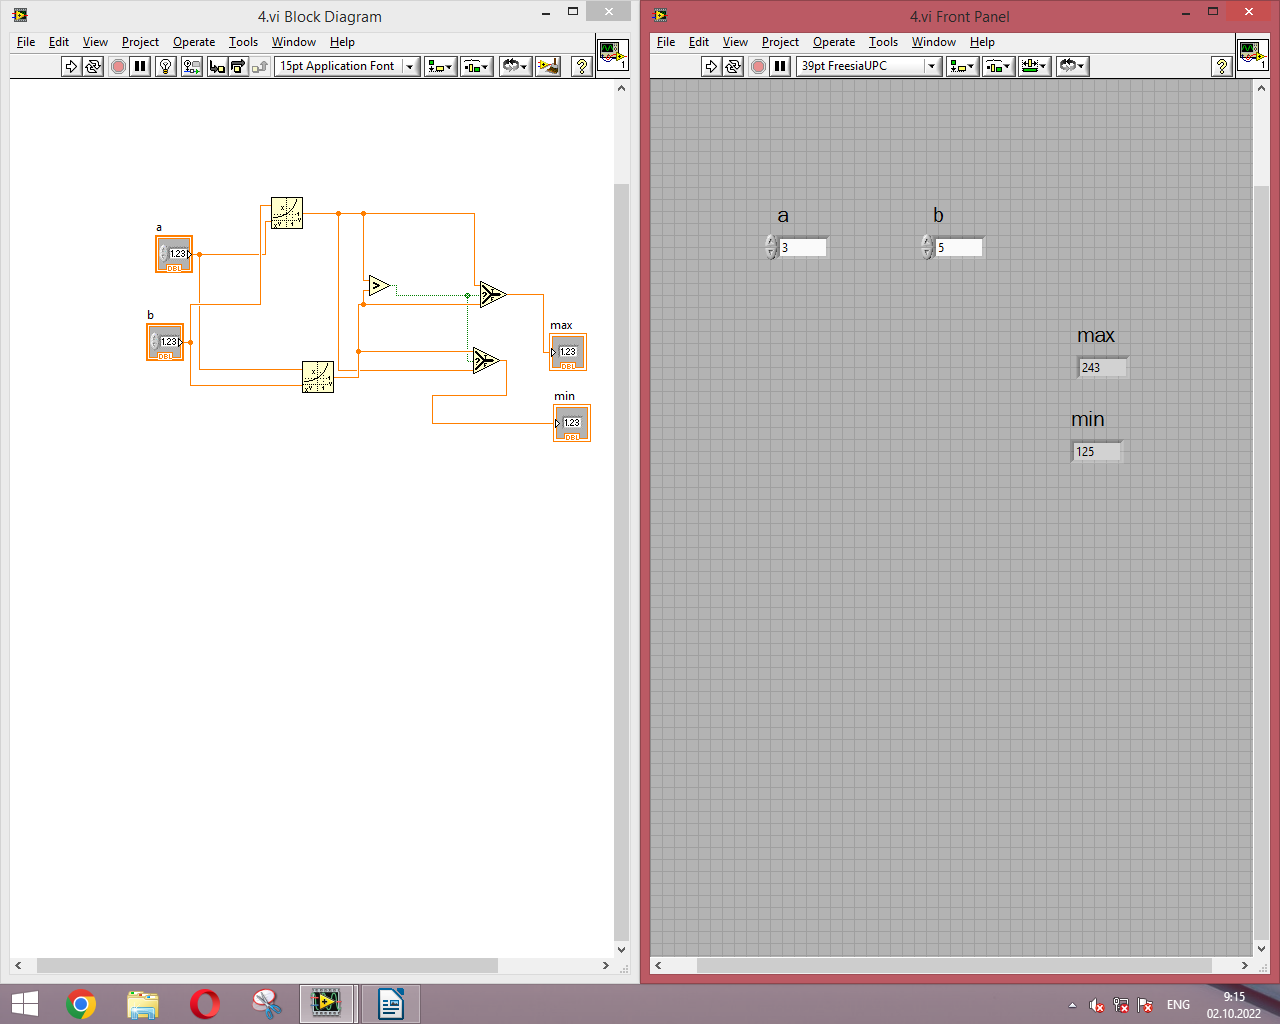 4.vi Block Diagram
File Edit View Project Operate Tools Window Help
15pt Application Font
1
a
1.23
DBL
b
1.23
DBL
max
1.23
DBL
min
1.23
DBL
4.vi Front Panel
File Edit View Project Operate Tools Window Help
39pt FreesiaUPC
1
a
3
b
5
max
243
min
125
ENG
9:15
02.10.2022